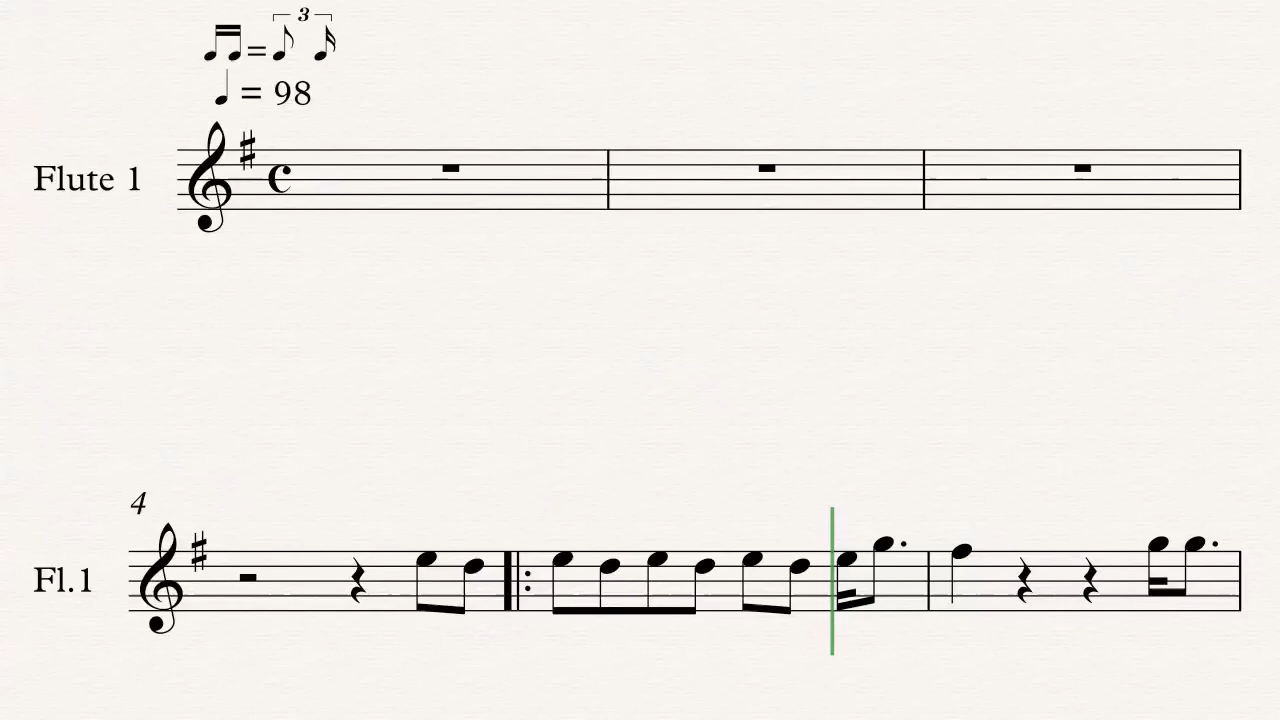 3
= 
= 98
Flute 1
4
Fl.1